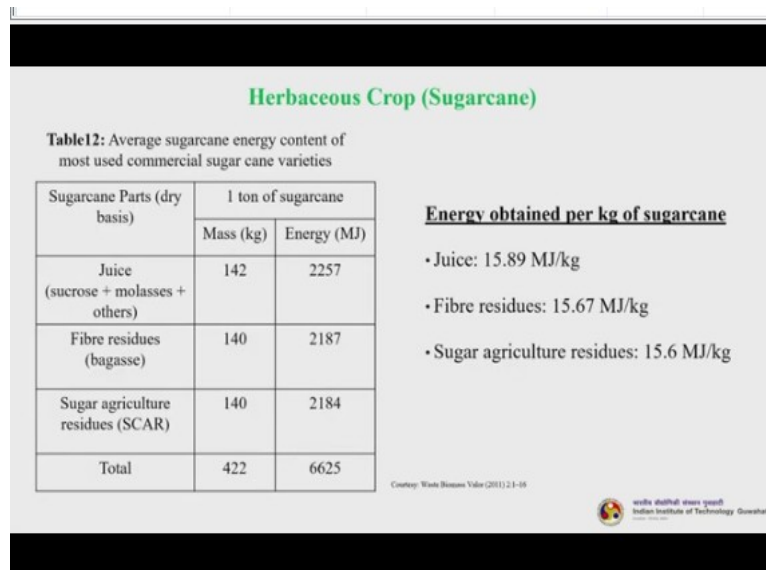 Herbaceous Crop (Sugarcane)
Table12: Average sugarcane energy content of
most used commercial sugar cane varieties
Sugarcane Parts (dry
basis)
1 ton of sugarcane
Mass (kg)
Energy (MJ)
Juice
(sucrose + molasses +
others)
142
2257
Fibre residues
(bagasse)
140
2187
Sugar agriculture
residues (SCAR)
140
2184
Total
422
6625
Energy obtained per kg of sugarcane
• Juice: 15.89 MJ/kg
• Fibre residues: 15.67 MJ/kg
• Sugar agriculture residues: 15.6 MJ/kg
Courtesy: Waste Biomass Valor (2011) 2:1–16
भारतीय प्रौद्योगिकी संस्थान गुवाहाटी
Indian Institute of Technology Guwahat